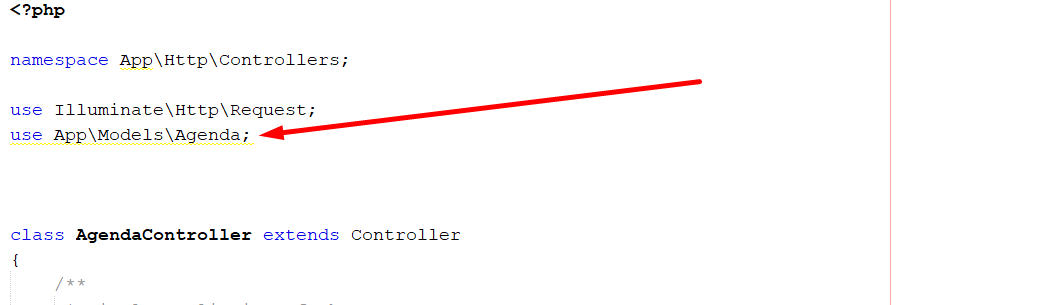 <?php
namespace App\Http\Controllers;
use Illuminate\Http\Request;
use App\Models\Agenda;
class AgendaController extends Controller
{
/**